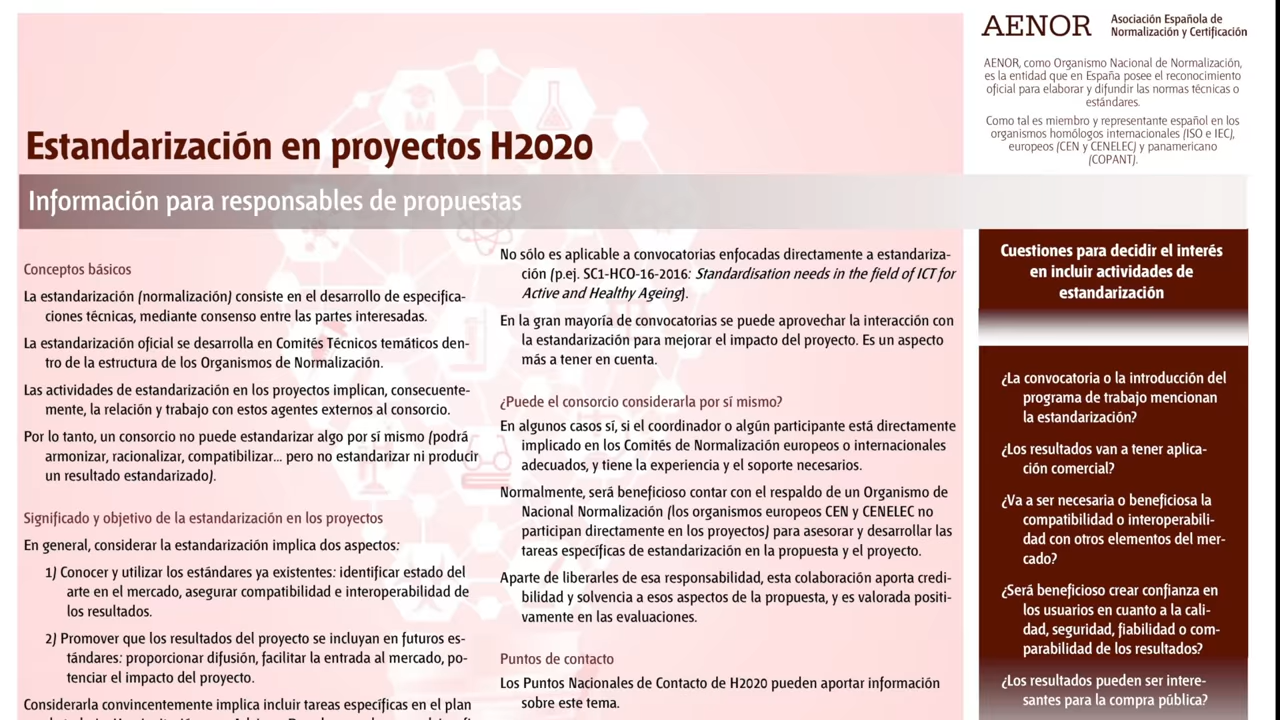 AENOR
Asociación Española de
Normalización y Certificación
AENOR, como Organismo Nacional de Normalización,
es la entidad que en España posee el reconocimiento
oficial para elaborar y difundir las normas técnicas o
estándares.
Como tal es miembro y representante español en los
organismos homólogos internacionales (ISO e IEC),
europeos (CEN y CENELEC) y panamericano
(COPANT).
Estandarización en proyectos H2020
Información para responsables de propuestas
Conceptos básicos
La estandarización (normalización) consiste en el desarrollo de especifica-
ciones técnicas, mediante consenso entre las partes interesadas.
La estandarización oficial se desarrolla en Comités Técnicos temáticos den-
tro de la estructura de los Organismos de Normalización.
Las actividades de estandarización en los proyectos implican, consecuente-
mente, la relación y trabajo con estos agentes externos al consorcio.
Por lo tanto, un consorcio no puede estandarizar algo por sí mismo (podrá
armonizar, racionalizar, compatibilizar... pero no estandarizar ni producir
un resultado estandarizado).
Significado y objetivo de la estandarización en los proyectos
En general, considerar la estandarización implica dos aspectos:
1) Conocer y utilizar los estándares ya existentes: identificar estado del
arte en el mercado, asegurar compatibilidad e interoperabilidad de
los resultados.
2) Promover que los resultados del proyecto se incluyan en futuros es-
tándares: proporcionar difusión, facilitar la entrada al mercado, po-
tenciar el impacto del proyecto.
Considerarla convincentemente implica incluir tareas específicas en el plan
No sólo es aplicable a convocatorias enfocadas directamente a estandariza-
ción (p.ej. SC1-HCO-16-2016: Standardisation needs in the field of ICT for
Active and Healthy Ageing).
En la gran mayoría de convocatorias se puede aprovechar la interacción con
la estandarización para mejorar el impacto del proyecto. Es un aspecto
más a tener en cuenta.
¿Puede el consorcio considerarla por sí mismo?
En algunos casos sí, si el coordinador o algún participante está directamente
implicado en los Comités de Normalización europeos o internacionales
adecuados, y tiene la experiencia y el soporte necesarios.
Normalmente, será beneficioso contar con el respaldo de un Organismo de
Nacional Normalización (los organismos europeos CEN y CENELEC no
participan directamente en los proyectos) para asesorar y desarrollar las
tareas específicas de estandarización en la propuesta y el proyecto.
Aparte de liberarles de esa responsabilidad, esta colaboración aporta credi-
bilidad y solvencia a esos aspectos de la propuesta, y es valorada positi-
vamente en las evaluaciones.
Puntos de contacto
Los Puntos Nacionales de Contacto de H2020 pueden aportar información
sobre este tema.
Cuestiones para decidir el interés
en incluir actividades de
estandarización
¿La convocatoria o la introducción del
programa de trabajo mencionan
la estandarización?
¿Los resultados van a tener aplica-
ción comercial?
¿Va a ser necesaria o beneficiosa la
compatibilidad o interoperabili-
dad con otros elementos del mer-
cado?
¿Será beneficioso crear confianza en
los usuarios en cuanto a la cali-
dad, seguridad, fiabilidad o com-
parabilidad de los resultados?
¿Los resultados pueden ser intere-
santes para la compra pública?